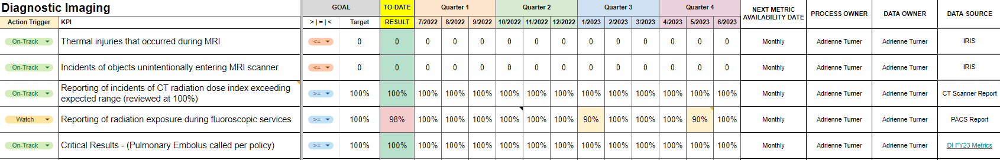 Diagnostic Imaging GOAL TO-DATE Quarter 1 Quarter 2 Quarter 3 Quarter 4 NEXT METRIC AVAILABILITY DATE PROCESS OWNER DATA OWNER DATA SOURCE
Action Trigger KPI > | = | < Target RESULT 7/2022 8/2022 9/2022 10/2022 11/2022 12/2022 1/2023 2/2023 3/2023 4/2023 5/2023 6/2023
On-Track Thermal injuries that occurred during MRI <= 0 0 0 0 0 0 0 0 0 0 0 0 0 0 Monthly Adrienne Turner Adrienne Turner IRIS
On-Track Incidents of objects unintentionally entering MRI scanner <= 0 0 0 0 0 0 0 0 0 0 0 0 0 0 Monthly Adrienne Turner Adrienne Turner IRIS
On-Track Reporting of incidents of CT radiation dose index exceeding
expected range (reviewed at 100%) >= 100% 100% 100% 100% 100% 100% 100% 100% 100% 100% 100% 100% 100% 100% Monthly Adrienne Turner Adrienne Turner CT Scanner Report
Watch Reporting of radiation exposure during fluoroscopic services >= 100% 98% 100% 100% 100% 100% 100% 100% 90% 100% 100% 100% 90% 100% Monthly Adrienne Turner Adrienne Turner PACS Report
On-Track Critical Results - (Pulmonary Embolus called per policy) >= 100% 100% 100% 100% 100% 100% 100% 100% 100% 100% 100% 100% 100% 100% Monthly Adrienne Turner Adrienne Turner DI FY23 Metrics